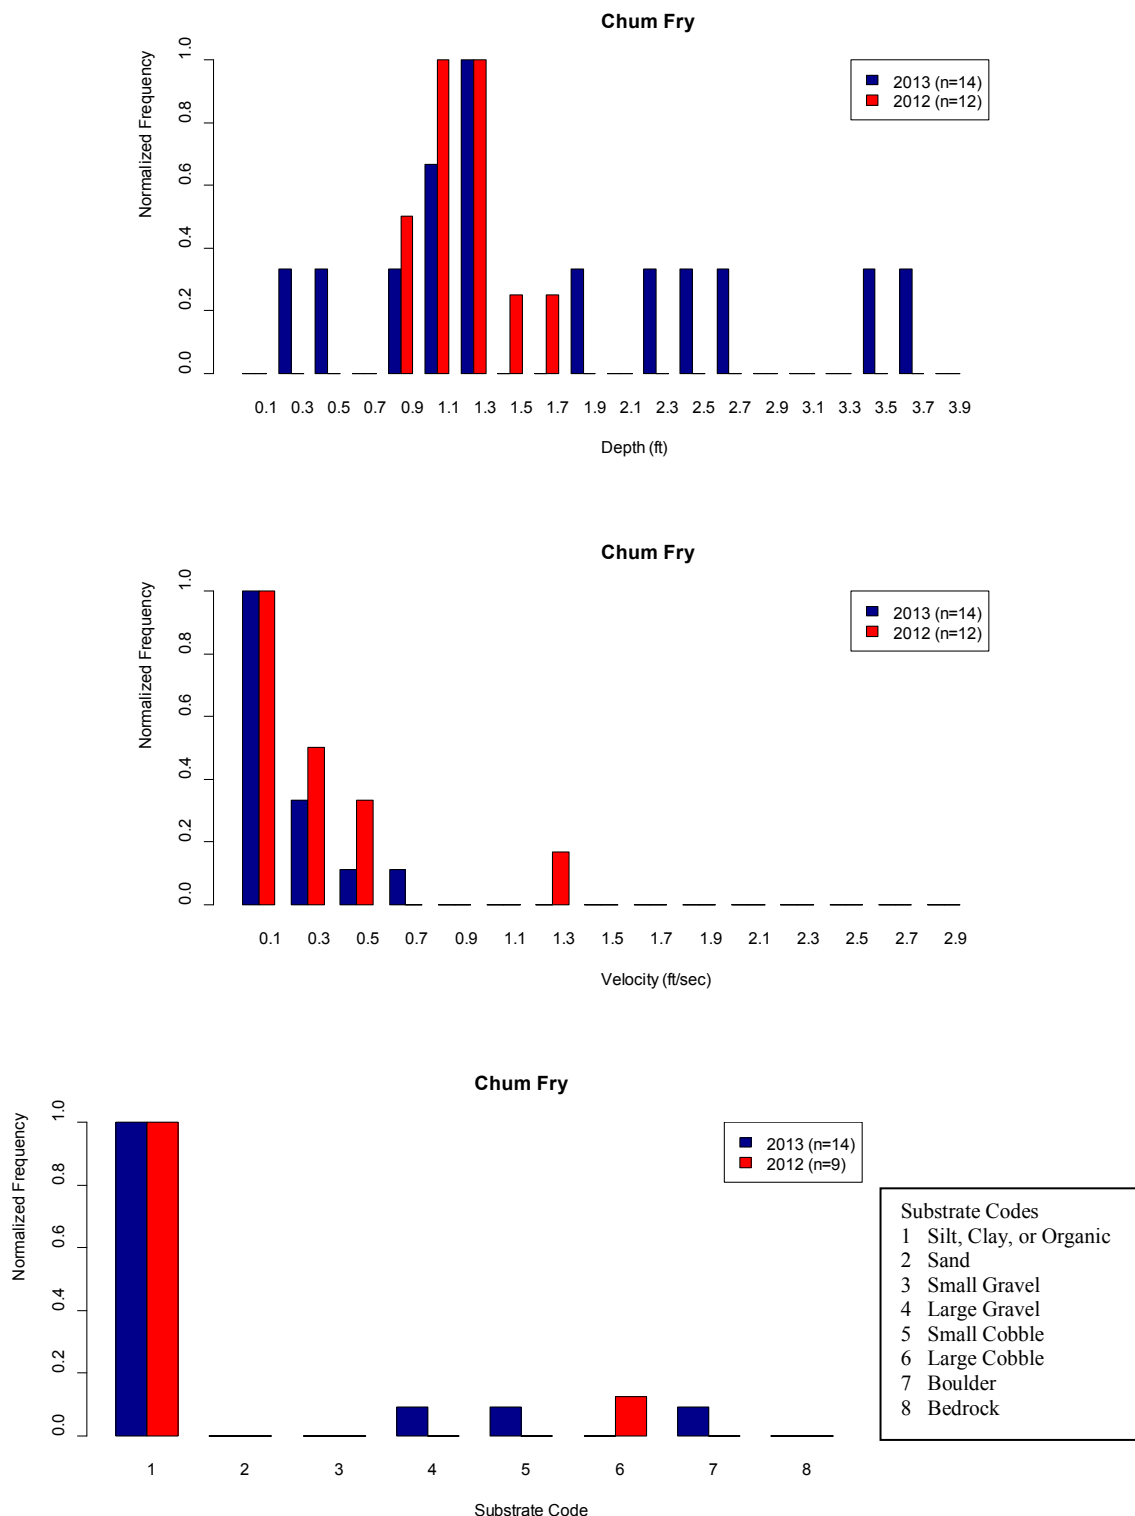 Chum Fry
Normalized Frequency
1.0
0.8
0.6
0.4
0.2
0.0
2013 (n=14)
2012 (n=12)
0.1 0.3 0.5 0.7 0.9 1.1 1.3 1.5 1.7 1.9 2.1 2.3 2.5 2.7 2.9 3.1 3.3 3.5 3.7 3.9
Depth (ft)
Chum Fry
Normalized Frequency
1.0
0.8
0.6
0.4
0.2
0.0
2013 (n=14)
2012 (n=12)
0.1 0.3 0.5 0.7 0.9 1.1 1.3 1.5 1.7 1.9 2.1 2.3 2.5 2.7 2.9
Velocity (ft/sec)
Chum Fry
Normalized Frequency
1.0
0.8
0.6
0.4
0.2
0.0
2013 (n=14)
2012 (n=9)
1 2 3 4 5 6 7 8
Substrate Code
Substrate Codes
1 Silt, Clay, or Organic
2 Sand
3 Small Gravel
4 Large Gravel
5 Small Cobble
6 Large Cobble
7 Boulder
8 Bedrock